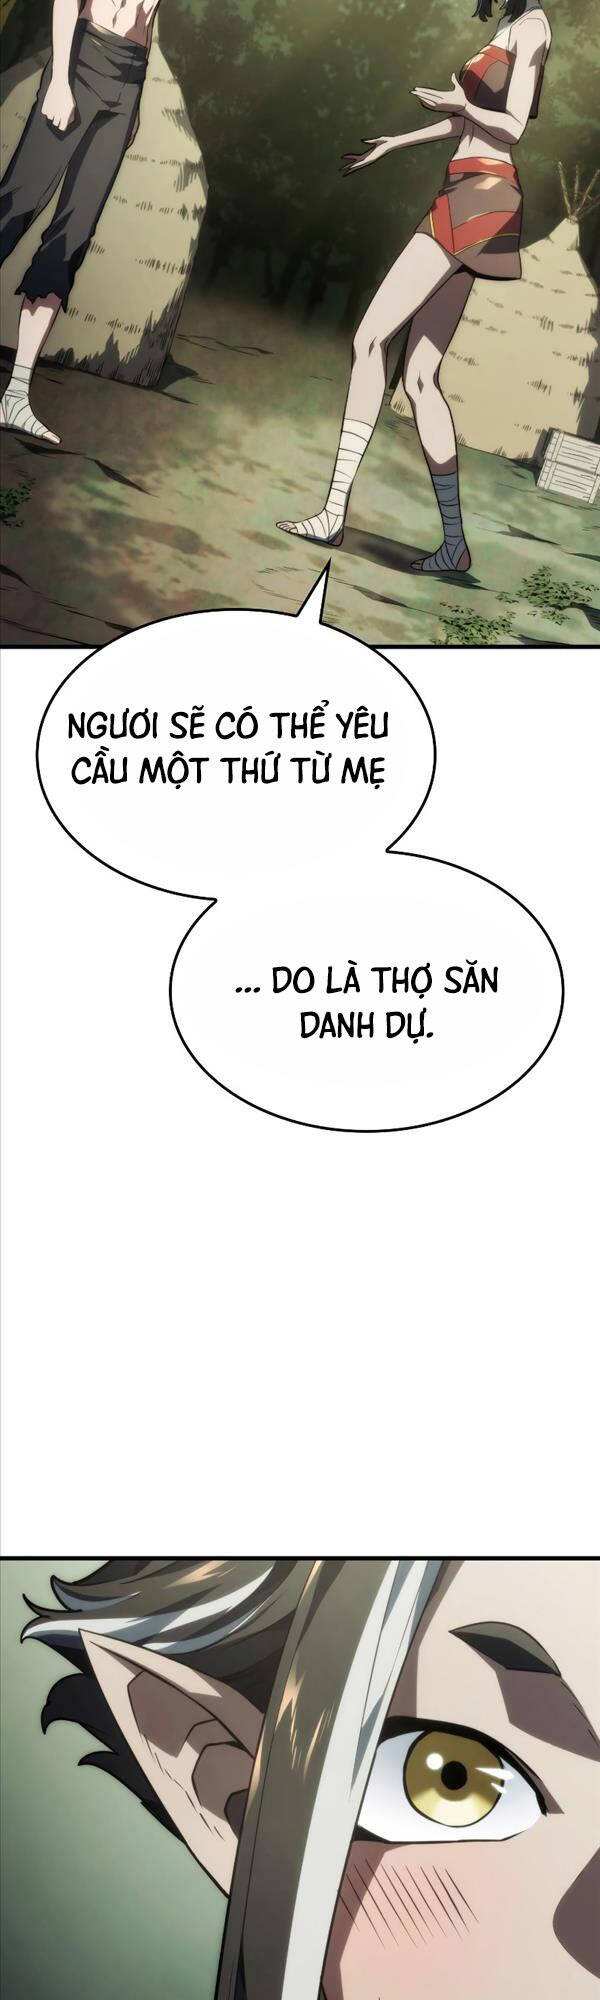 NGƯƠI SẼ CÓ THỂ YÊU
CẦU MỘT THỨ TỪ MẸ
... DO LÀ THỢ SĂN
DANH DỰ.